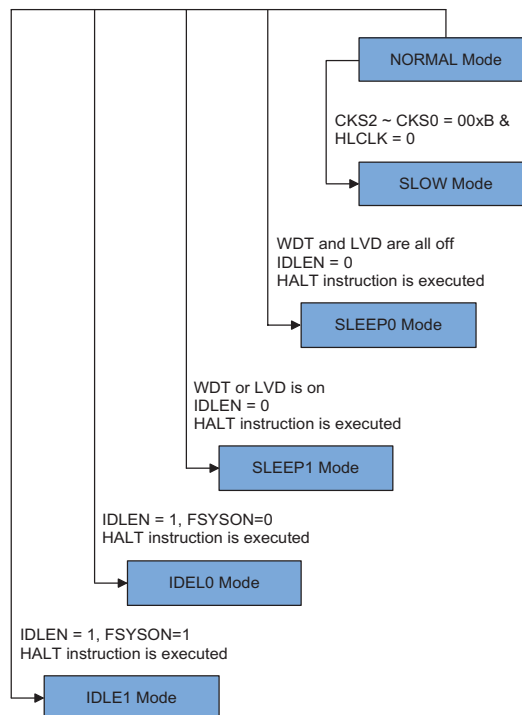 NORMAL Mode
CKS2 ~ CKS0 = 00xB &
HLCLK = 0
SLOW Mode
WDT and LVD are all off
IDLEN = 0
HALT instruction is executed
SLEEP0 Mode
WDT or LVD is on
IDLEN = 0
HALT instruction is executed
SLEEP1 Mode
IDLEN = 1, FSYSON=0
HALT instruction is executed
IDEL0 Mode
IDLEN = 1, FSYSON=1
HALT instruction is executed
IDLE1 Mode